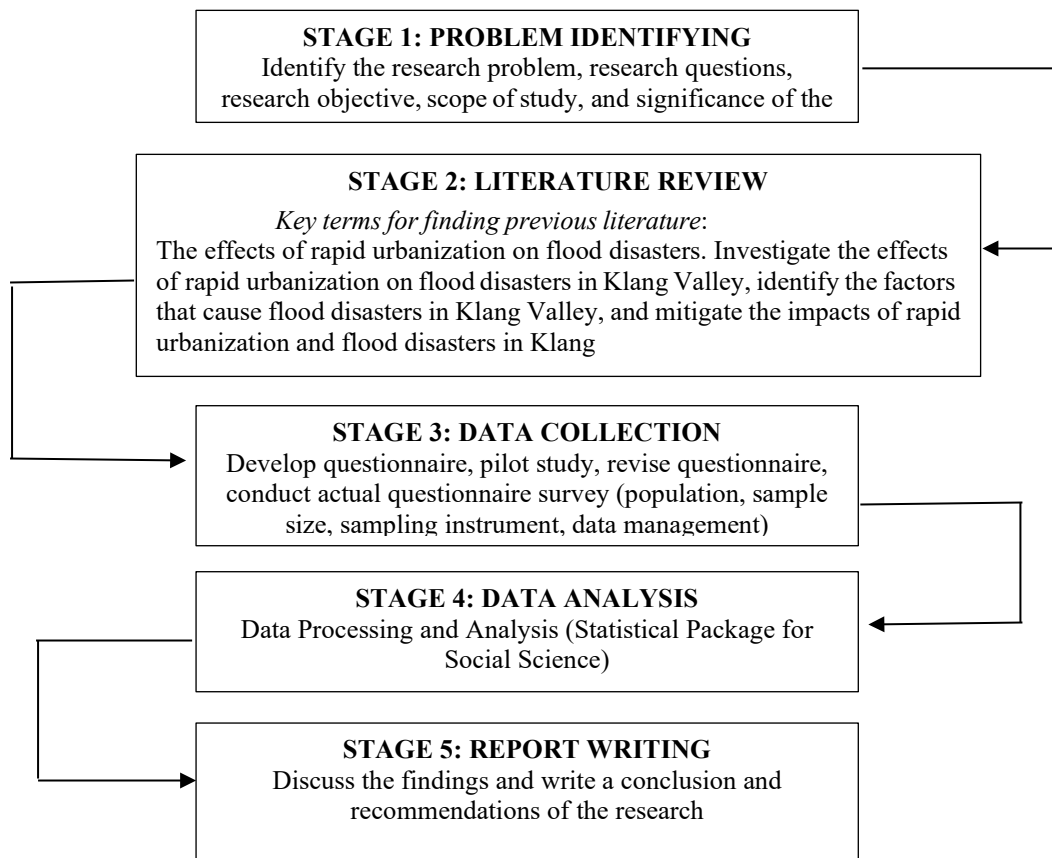 STAGE 1: PROBLEM IDENTIFYING
Identify the research problem, research questions,
research objective, scope of study, and significance of the
STAGE 2: LITERATURE REVIEW
Key terms for finding previous literature:
The effects of rapid urbanization on flood disasters. Investigate the effects
of rapid urbanization on flood disasters in Klang Valley, identify the factors
that cause flood disasters in Klang Valley, and mitigate the impacts of rapid
urbanization and flood disasters in Klang
STAGE 3: DATA COLLECTION
Develop questionnaire, pilot study, revise questionnaire,
conduct actual questionnaire survey (population, sample
size, sampling instrument, data management)
STAGE 4: DATA ANALYSIS
Data Processing and Analysis (Statistical Package for
Social Science)
STAGE 5: REPORT WRITING
Discuss the findings and write a conclusion and
recommendations of the research